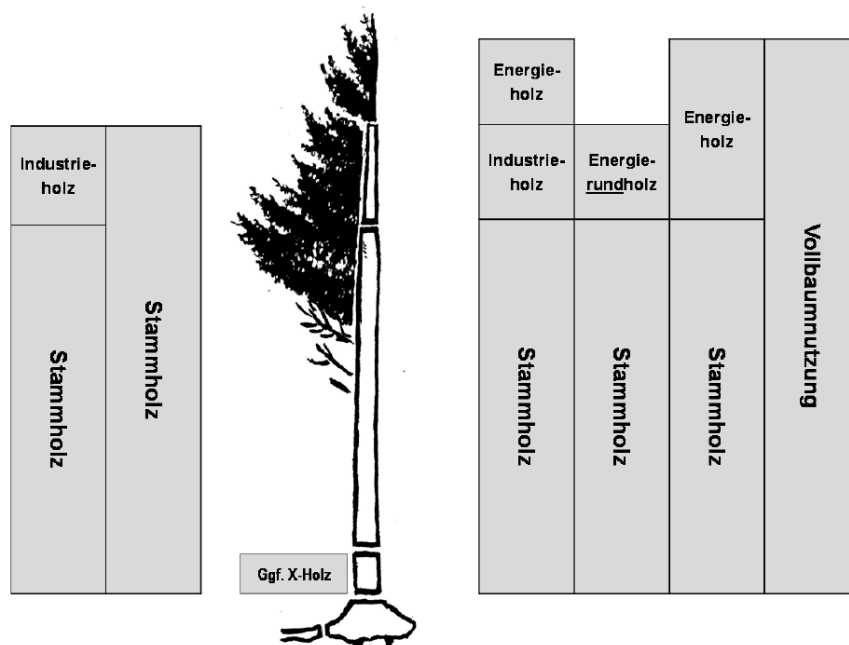 Industrie-
holz
Stammholz
Stammholz
Ggf. X-Holz
Energie-
holz
Industrie-
holz
Energie-
rundholz
Energie-
holz
Stammholz
Stammholz
Stammholz
Vollbaumnutzung